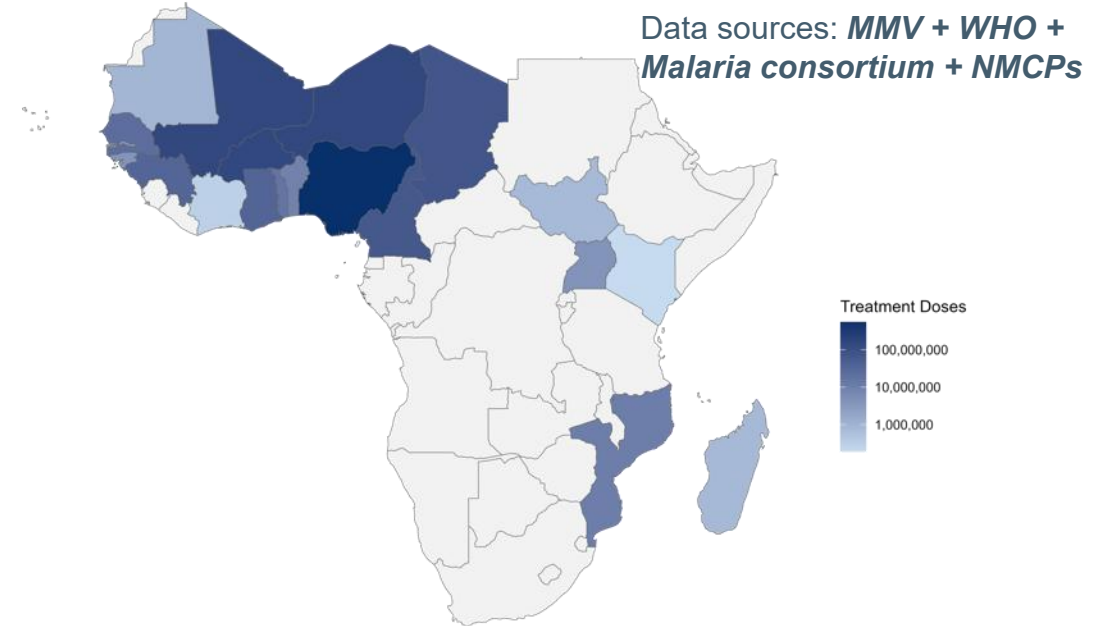 Data sources: MMV + WHO +
Malaria consortium + NMCPs
Treatment Doses
100,000,000
10,000,000
1,000,000